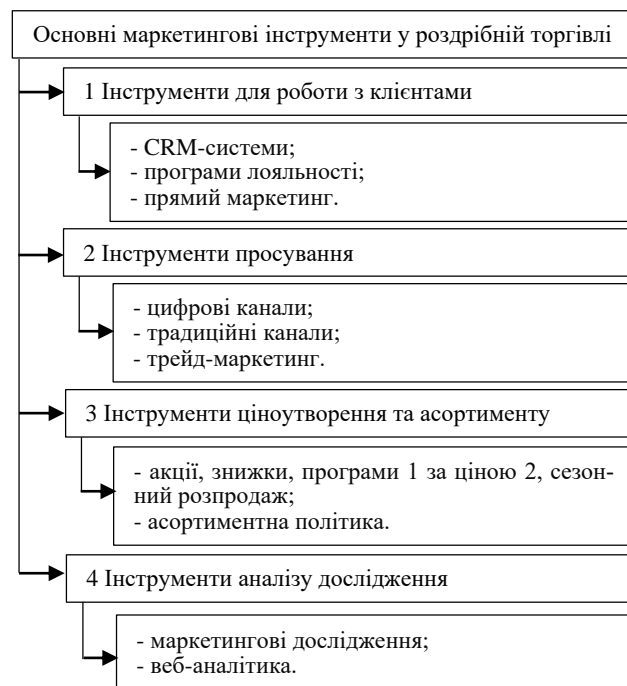 Основні маркетингові інструменти у роздрібній торгівлі
1 Інструменти для роботи з клієнтами
- CRM-системи;
- програми лояльності;
- прямий маркетинг.
2 Інструменти просування
- цифрові канали;
- традиційні канали;
- трейд-маркетинг.
3 Інструменти ціноутворення та асортименту
- акції, знижки, програми 1 за ціною 2, сезон-
ний розпродаж;
- асортиментна політика.
4 Інструменти аналізу дослідження
- маркетингові дослідження;
- веб-аналітика.